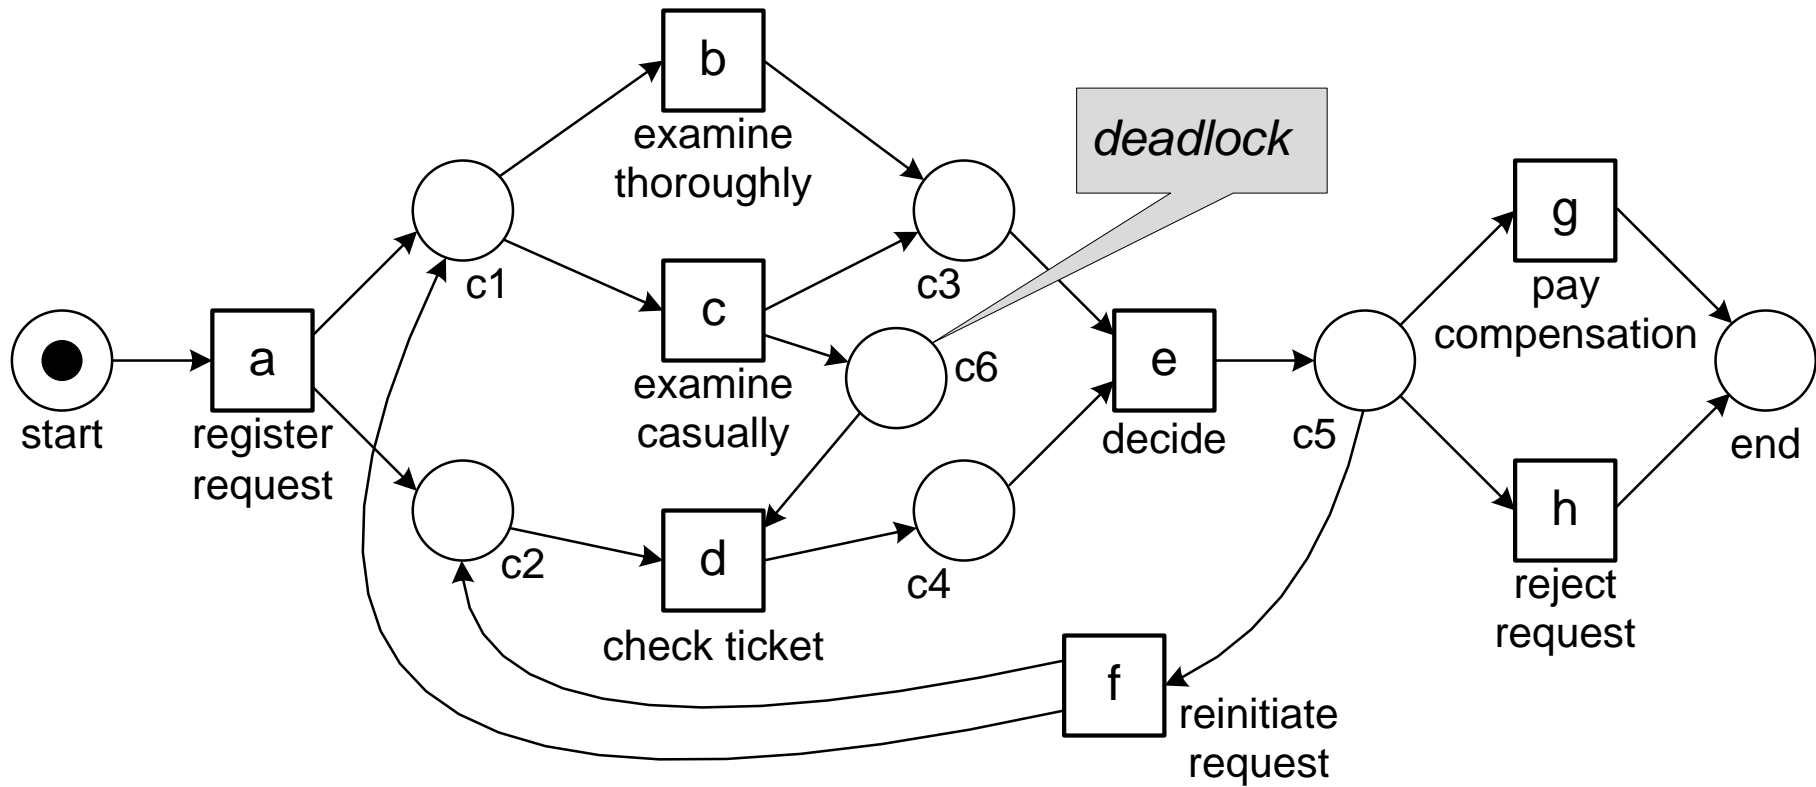 b
examine
thoroughly
deadlock
c1
c3
g
pay
compensation
start
a
register
request
c
examine
casually
c6
e
decide
c5
end
c2
d
check ticket
c4
h
reject
request
f
reinitiate
request